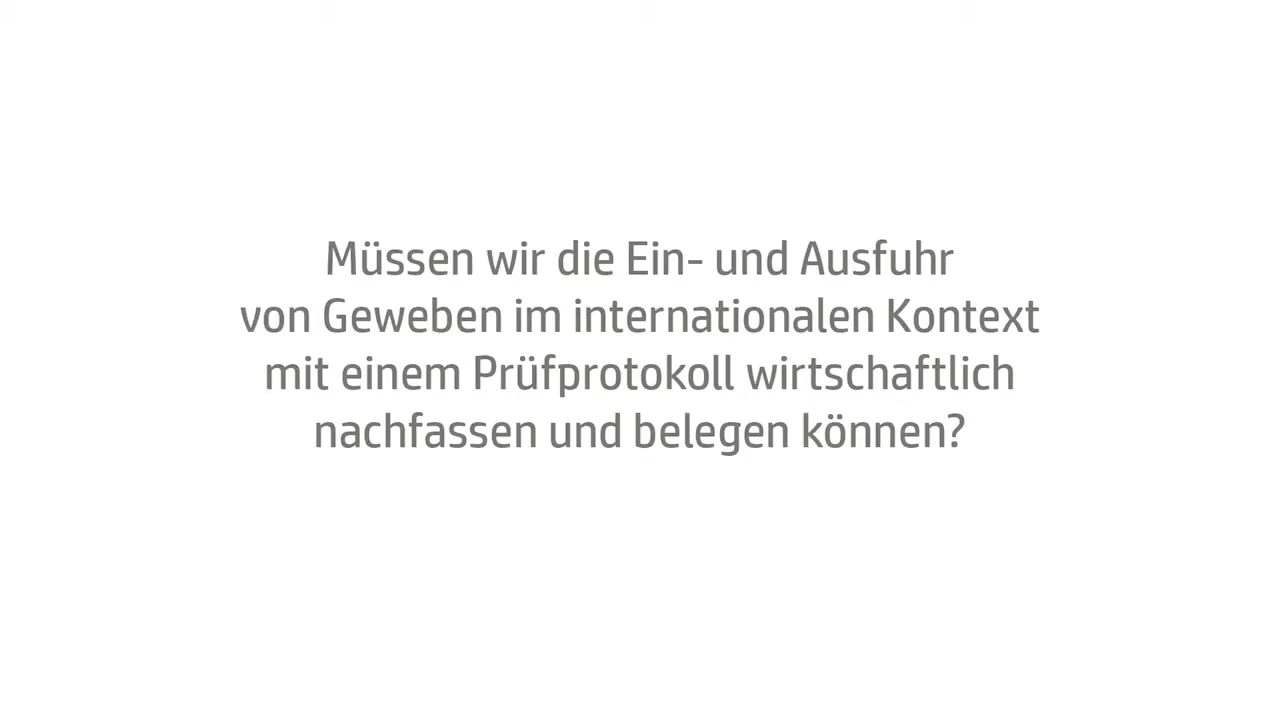 Müssen wir die Ein- und Ausfuhr
von Geweben im internationalen Kontext
mit einem Prüfprotokoll wirtschaftlich
nachfassen und belegen können?